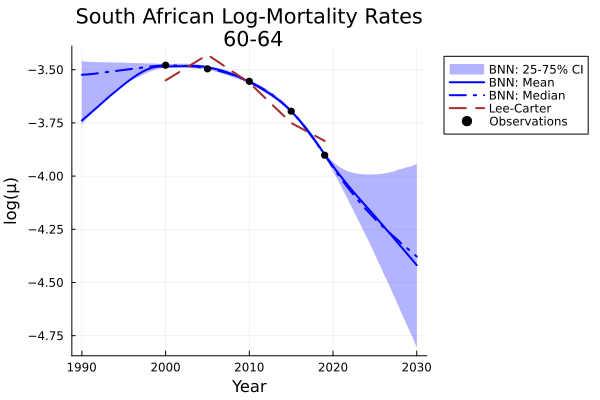 South African Log-Mortality Rates
60-64
BNN: 25-75% CI
BNN: Mean
BNN: Median
Lee-Carter
Observations
log(μ)
−3.50
−3.75
−4.00
−4.25
−4.50
−4.75
1990
2000
2010
2020
2030
Year